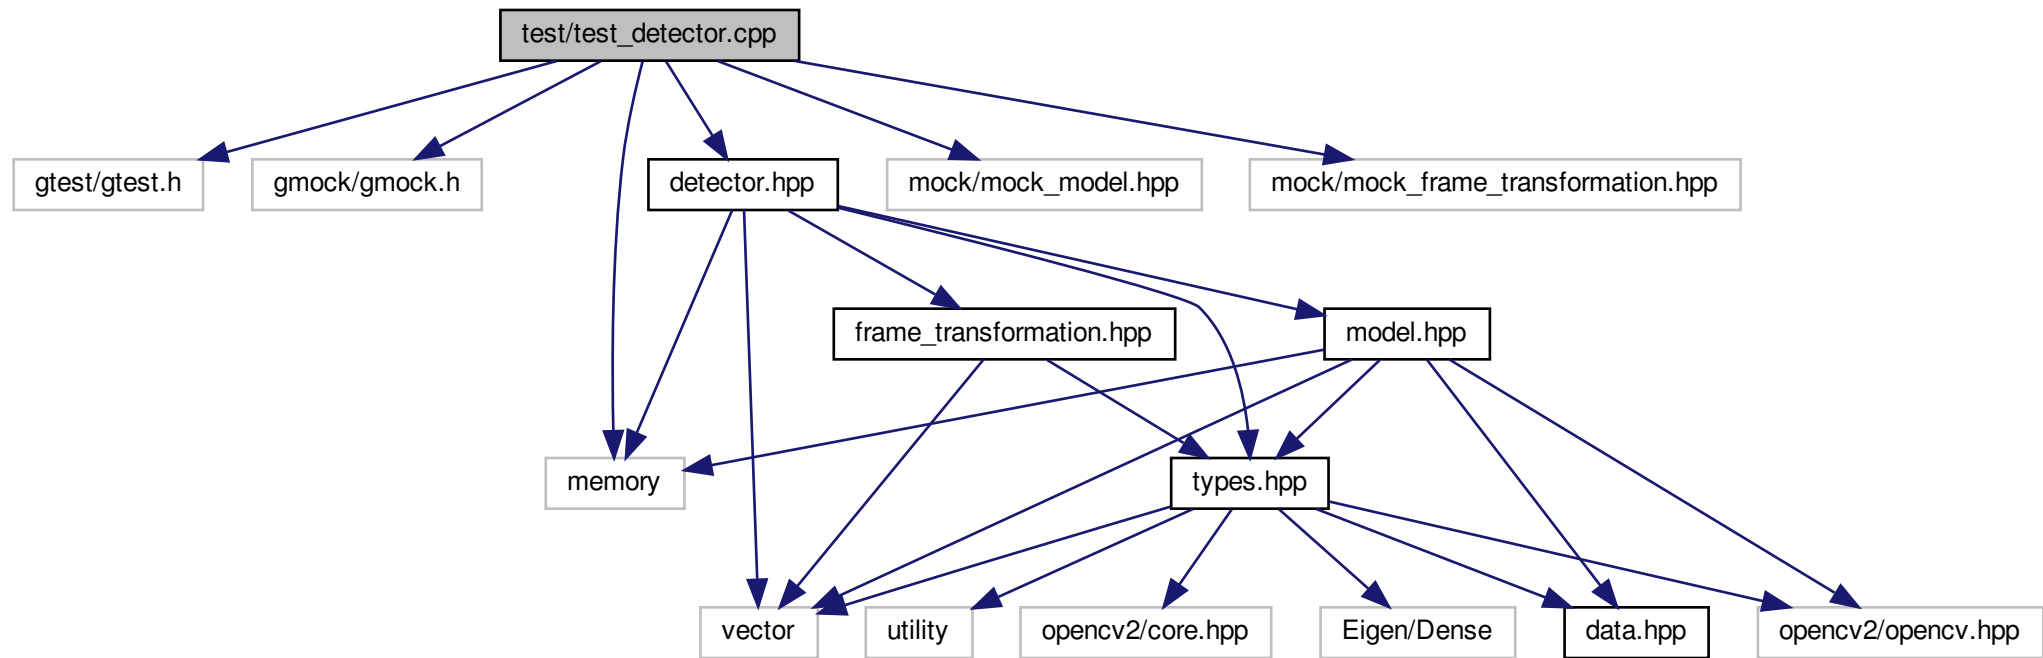 test/test_detector.cpp
gtest/gtest.h
gmock/gmock.h
detector.hpp
mock/mock_model.hpp
mock/mock_frame_transformation.hpp
frame_transformation.hpp
model.hpp
memory
types.hpp
vector
utility
opencv2/core.hpp
Eigen/Dense
data.hpp
opencv2/opencv.hpp